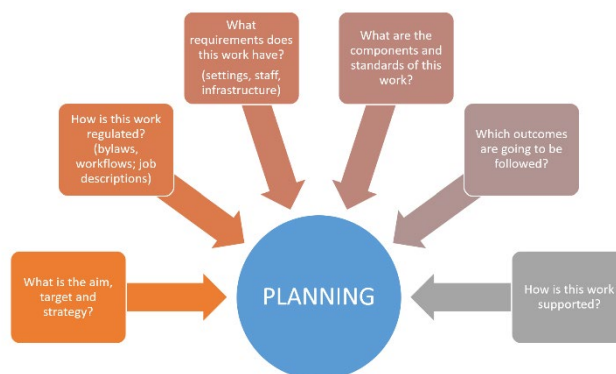 What
requirements does
this work have?
(settings, staff,
infrastructure)
What are the
components and
standards of this
work?
How is this work
regulated?
(bylaws,
workflows; job
descriptions)
Which outcomes
are going to be
followed?
What is the aim,
target and
strategy?
PLANNING
How is this work
supported?